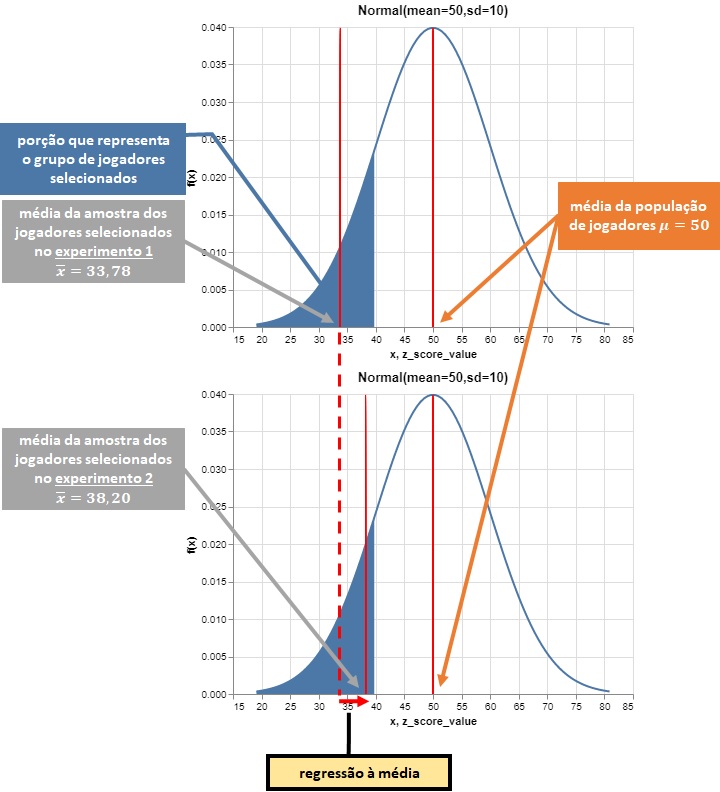 Normal(mean=50,sd=10)
0.040
0.035
0.030
0.025
0.020
0.015
0.010
0.005
0.000
f(x)
15 20 25 30 35 40 45 50 55 60 65 70 75 80 85
x, z_score_value
porção que representa
o grupo de jogadores
selecionados
média da amostra dos
jogadores selecionados
no experimento 1
x̅ = 33,78
média da população
de jogadores μ = 50
Normal(mean=50,sd=10)
0.040
0.035
0.030
0.025
0.020
0.015
0.010
0.005
0.000
f(x)
15 20 25 30 35 40 45 50 55 60 65 70 75 80 85
x, z_score_value
média da amostra dos
jogadores selecionados
no experimento 2
x̅ = 38,20
regressão à média